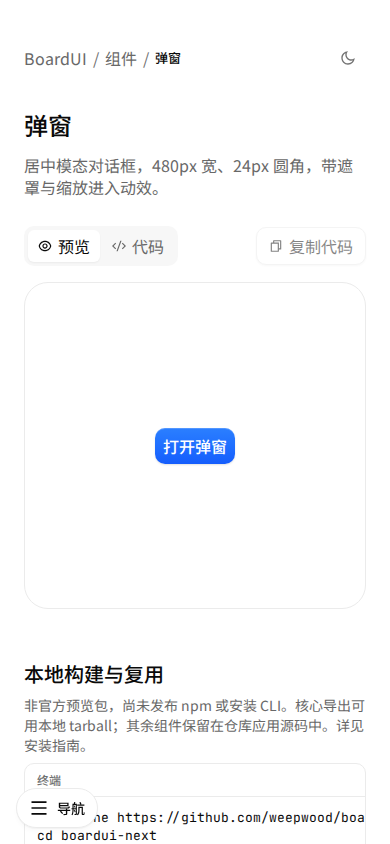 BoardUI / 组件 / 弹窗
弹窗
居中模态对话框，480px 宽、24px 圆角，带遮
罩与缩放进入动效。
预览 代码 复制代码
打开弹窗
本地构建与复用
非官方预览包，尚未发布 npm 或安装 CLI。核心导出可
用本地 tarball；其余组件保留在仓库应用源码中。详见
安装指南。
终端
导航
https://github.com/weepwood/boa
cd boardui-next